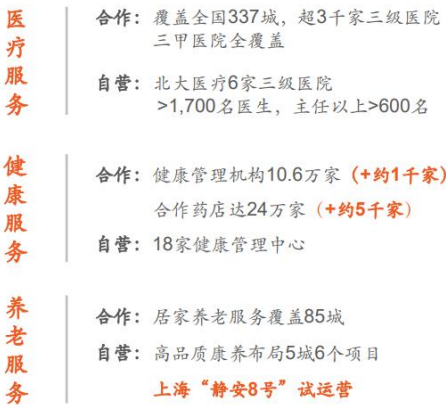 医疗服务
合作：覆盖全国337城，超3千家三级医院
三甲医院全覆盖
自营：北大医疗6家三级医院
>1,700名医生，主任以上>600名
健康服务
合作：健康管理机构10.6万家（+约1千家）
合作药店达24万家（+约5千家）
自营：18家健康管理中心
养老服务
合作：居家养老服务覆盖85城
自营：高品质康养布局5城6个项目
上海“静安8号”试运营